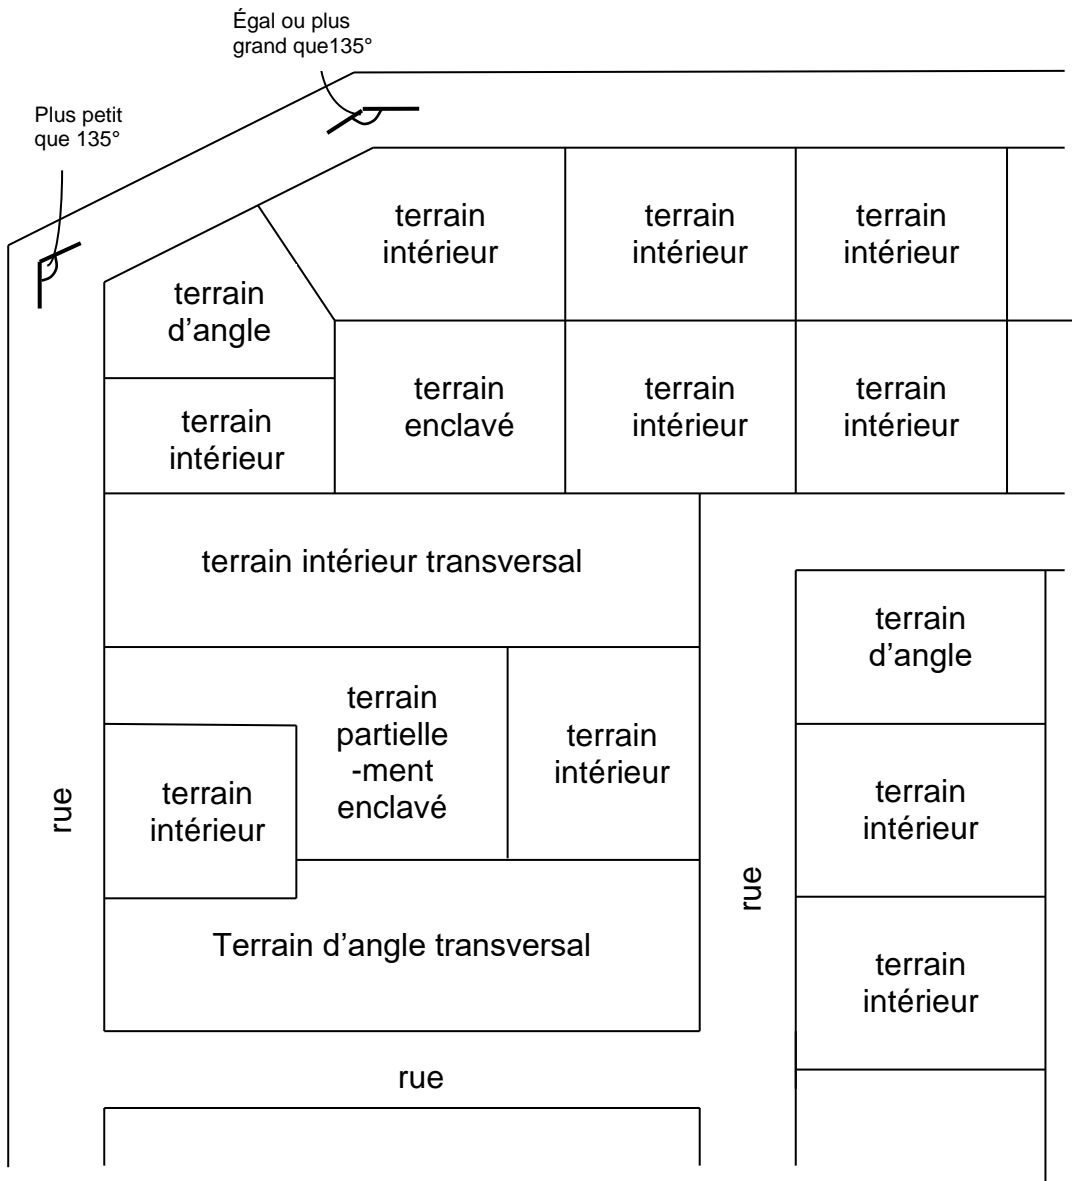 Égal ou plus
grand que135°
Plus petit
que 135°
terrain
intérieur
terrain
intérieur
terrain
intérieur
terrain
d'angle
terrain
enclavé
terrain
intérieur
terrain
intérieur
terrain
intérieur
terrain intérieur transversal
terrain
d'angle
terrain
partielle
-ment
enclavé
terrain
intérieur
terrain
intérieur
terrain
intérieur
rue
rue
Terrain d'angle transversal
terrain
intérieur
rue